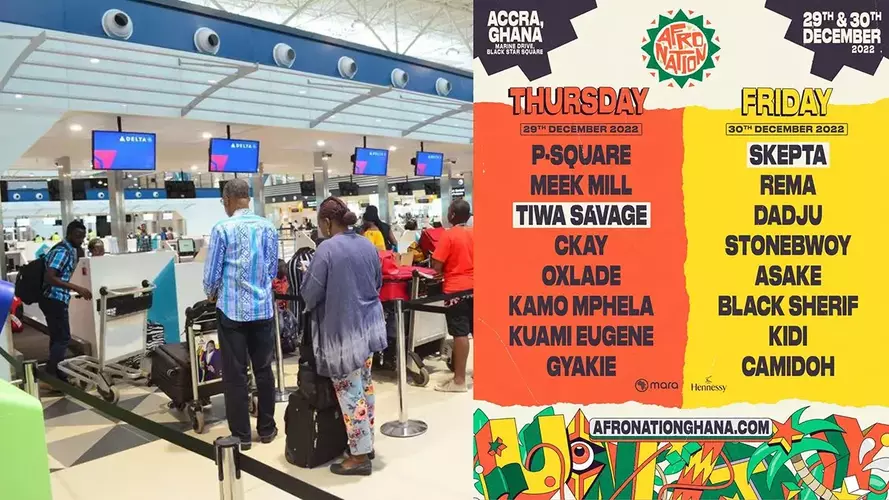 DELTA
DELTA
DELTA
ACCRA,
GHANA
MARINE DRIVE,
BLACK STAR SQUARE
AFRO
NATION
29TH & 30TH
DECEMBER
2022
THURSDAY
29TH DECEMBER 2022
P-SQUARE
MEEK MILL
TIWA SAVAGE
CKAY
OXLADE
KAMO MPHELA
KUAMI EUGENE
GYAKIE
mara
FRIDAY
30TH DECEMBER 2022
SKEPTA
REMA
DADJU
STONEBWOY
ASAKE
BLACK SHERIF
KIDI
CAMIDOH
Hennessy
AFRONATIONGHANA.COM